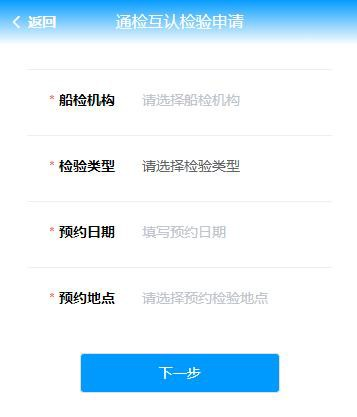 返回 通检互认检验申请
* 船检机构 请选择船检机构
* 检验类型 请选择检验类型
* 预约日期 填写预约日期
* 预约地点 请选择预约检验地点
下一步